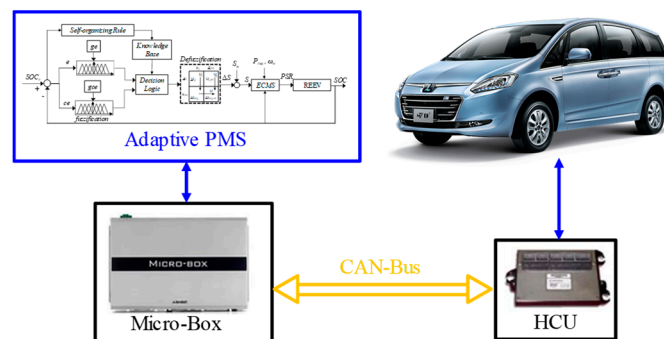 Self-organizing Rule
ge
Knowledge
Base
Defuzzification
SOC
e
Decision
Logic
ΔS
S
ECMS
PSR
REEV
SOC
gce
ce
fuzzification
Adaptive PMS
MICRO-BOX
Micro-Box
CAN-Bus
HCU